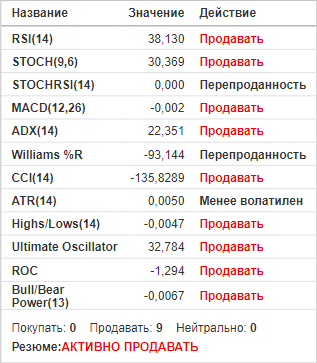 Название Значение Действие
RSI(14) 38,130 Продавать
STOCH(9,6) 30,369 Продавать
STOCHRSI(14) 0,000 Перепроданность
MACD(12,26) -0,002 Продавать
ADX(14) 22,351 Продавать
Williams %R -93,144 Перепроданность
CCI(14) -135,8289 Продавать
ATR(14) 0,0050 Менее волатилен
Highs/Lows(14) -0,0047 Продавать
Ultimate Oscillator 32,784 Продавать
ROC -1,294 Продавать
Bull/Bear
Power(13) -0,0067 Продавать
Покупать: 0 Продавать: 9 Нейтрально: 0
Резюме:АКТИВНО ПРОДАВАТЬ